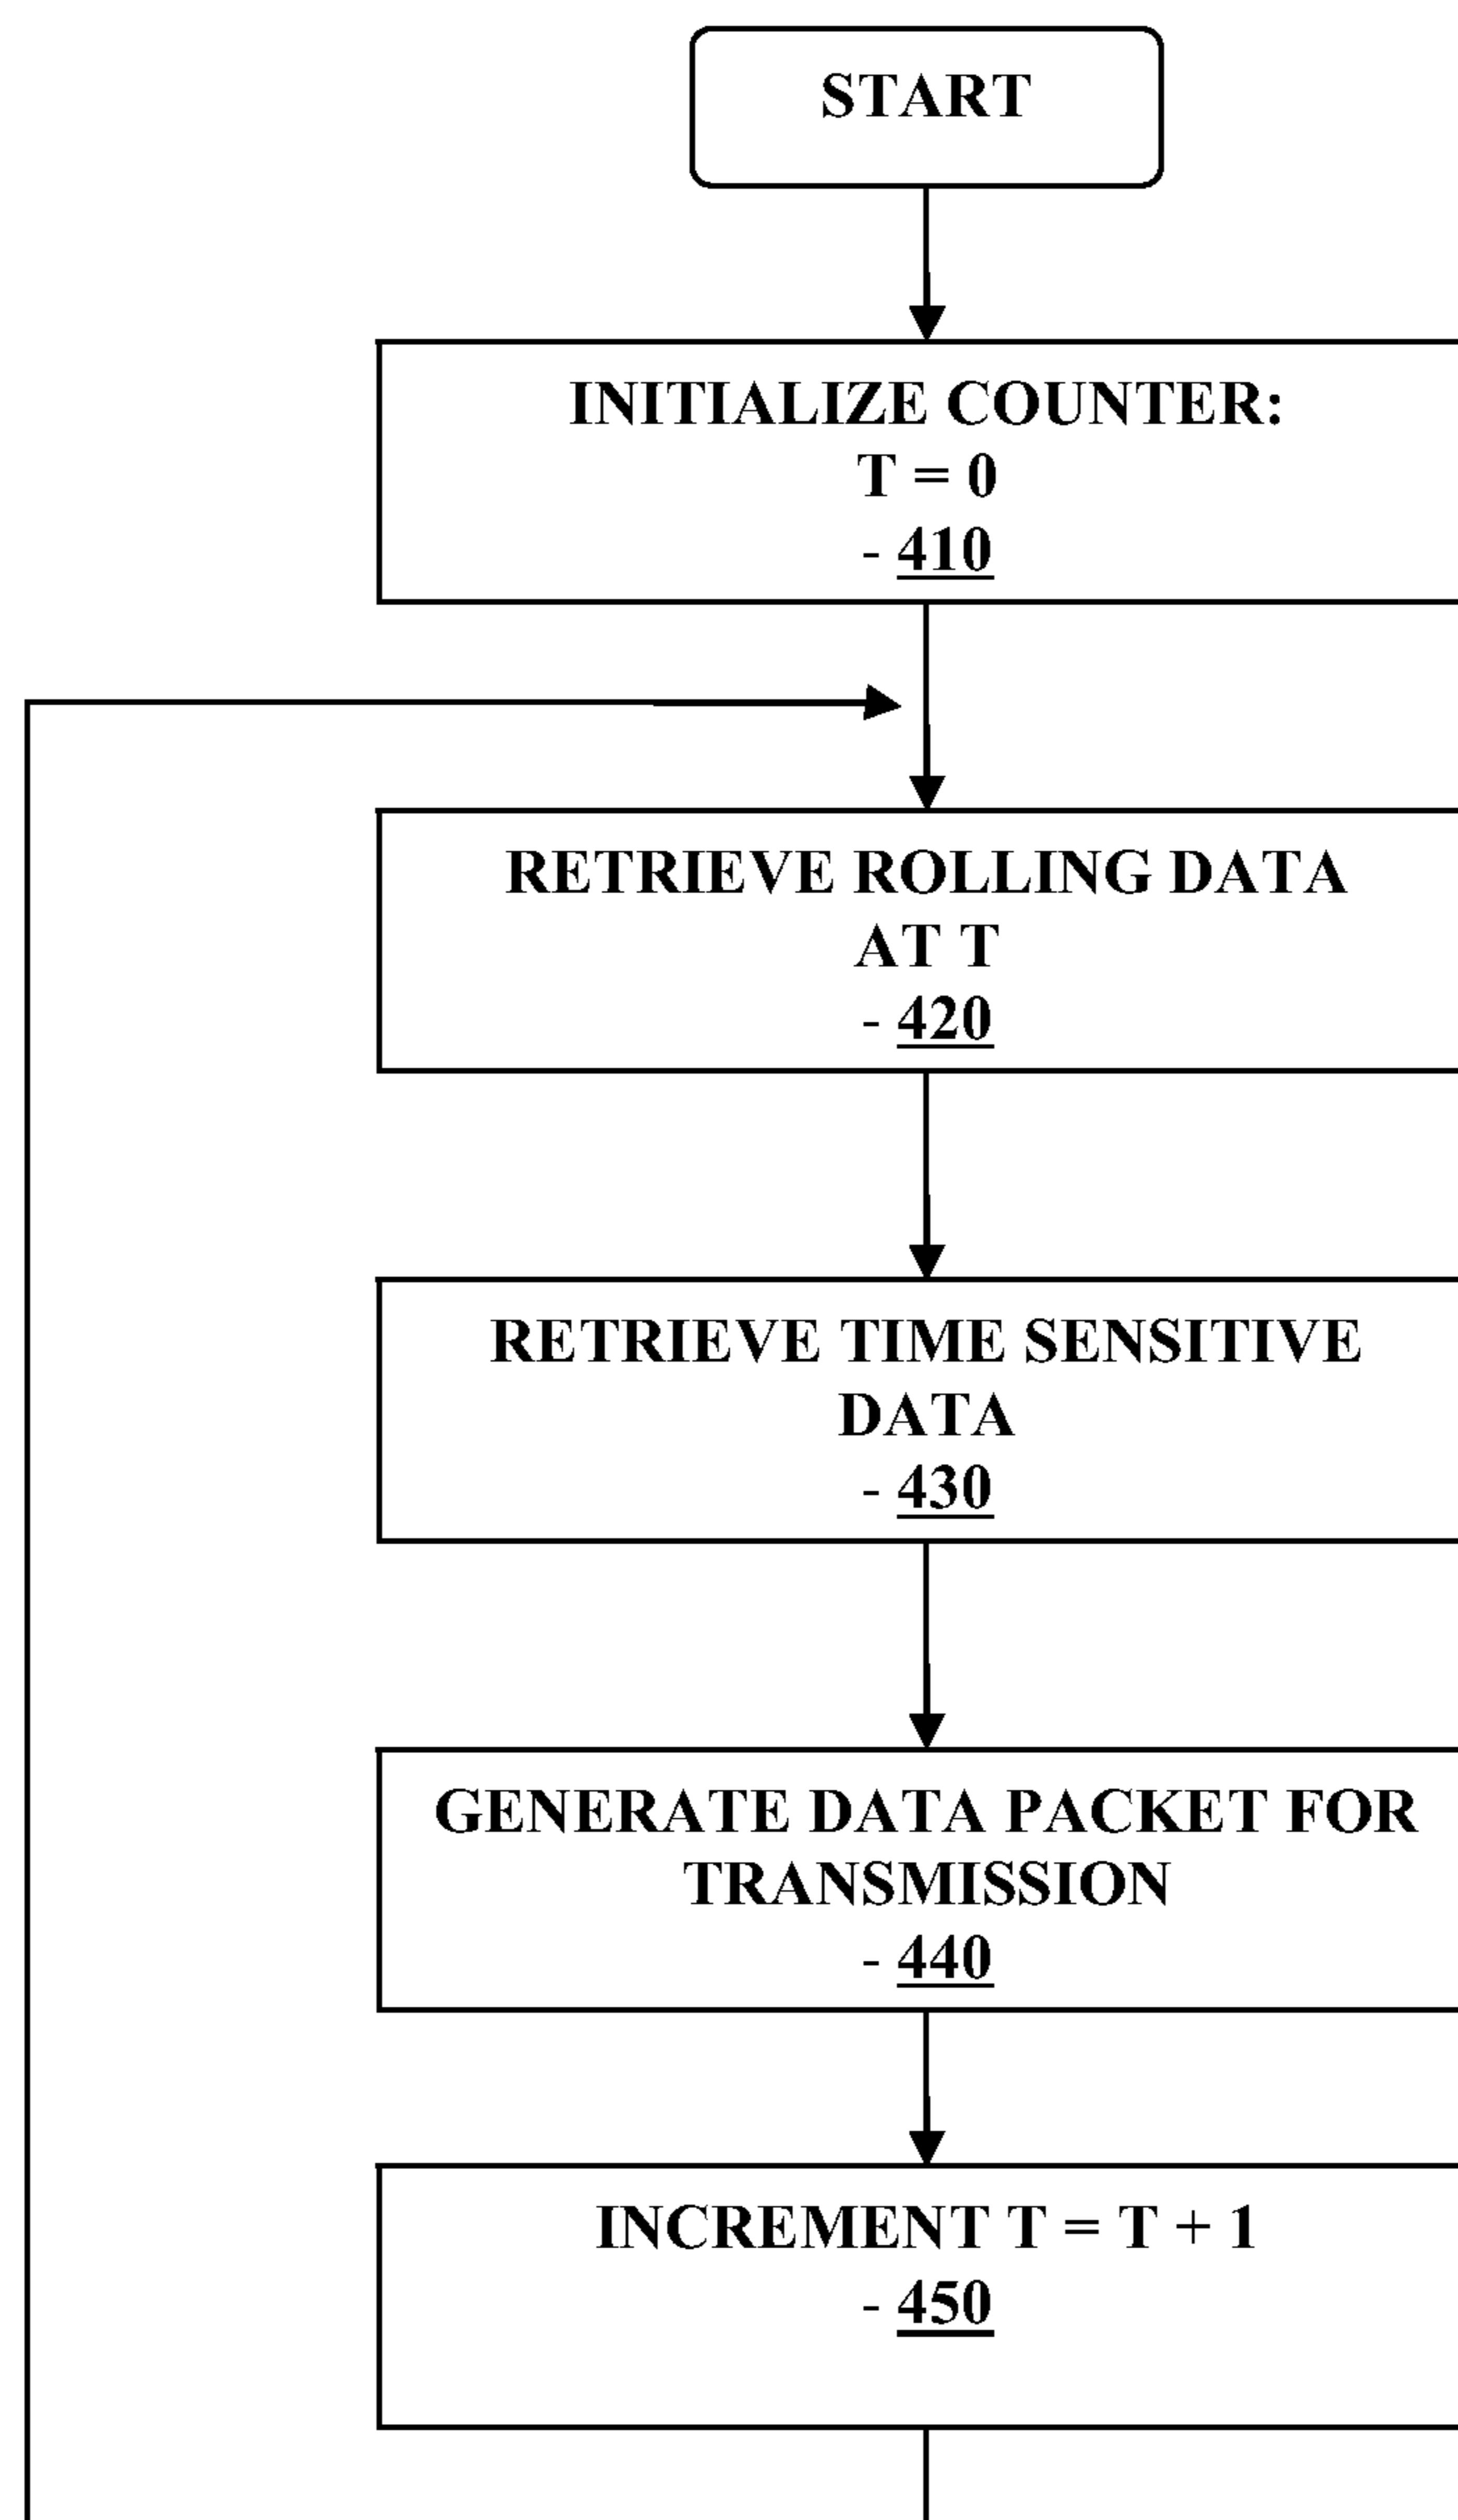 START
INITIALIZE COUNTER:
T = 0
- 410
RETRIEVE ROLLING DATA
AT T
- 420
RETRIEVE TIME SENSITIVE
DATA
- 430
GENERATE DATA PACKET FOR
TRANSMISSION
- 440
INCREMENT T = T + 1
- 450